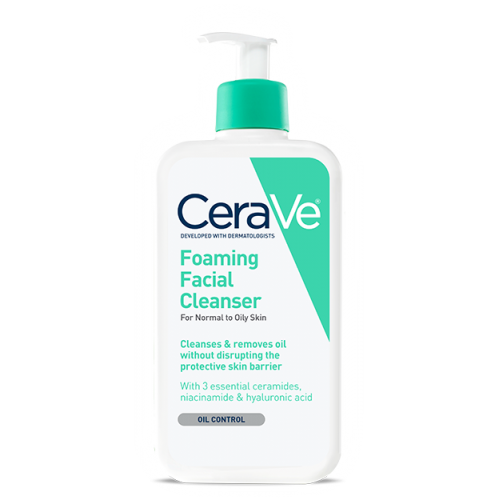 CeraVe®
DEVELOPED WITH DERMATOLOGISTS
Foaming
Facial
Cleanser
For Normal to Oily Skin
Cleanses & removes oil
without disrupting the
protective skin barrier
With 3 essential ceramides,
niacinamide & hyaluronic acid
OIL CONTROL